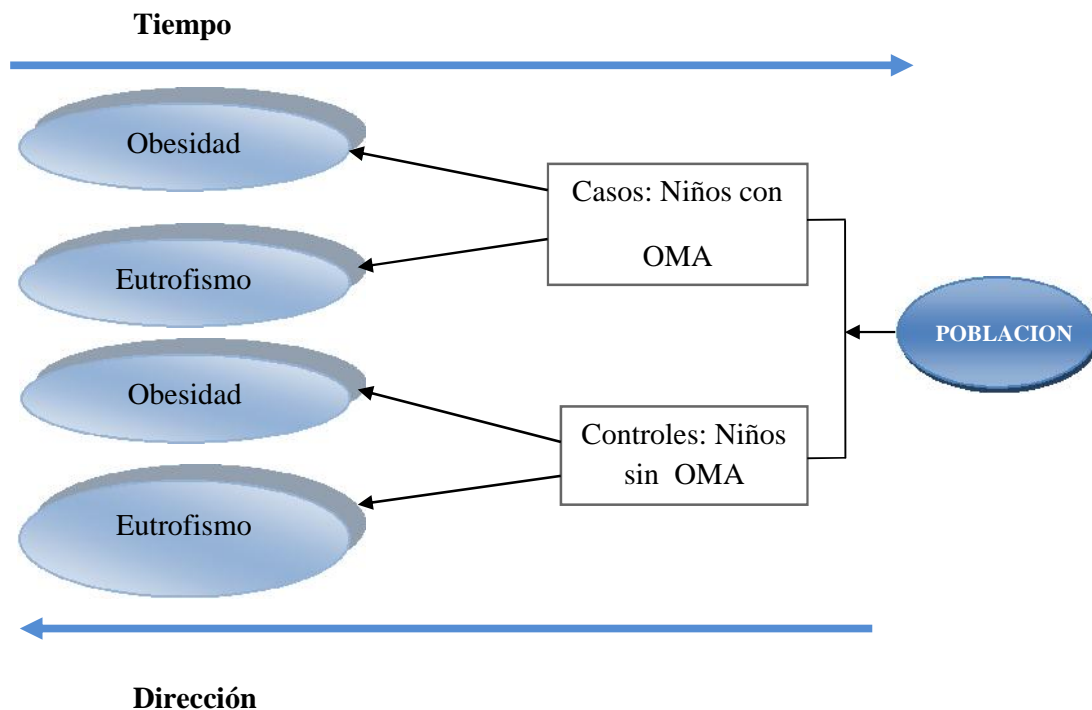 Tiempo
Obesidad
Eutrofismo
Obesidad
Eutrofismo
Casos: Niños con
OMA
Controles: Niños
sin OMA
POBLACION
Dirección